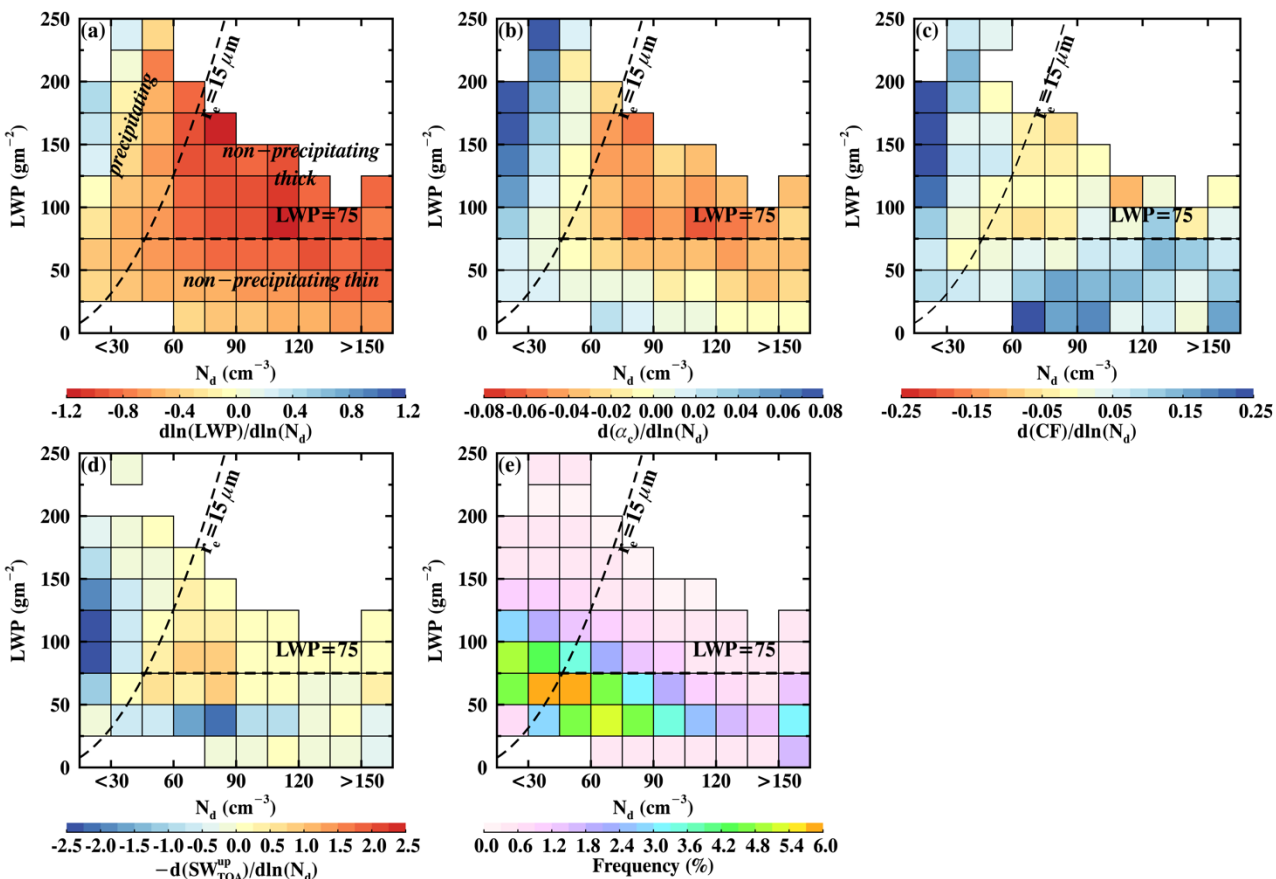 (a)
250
200
150
100
50
0
LWP (gm⁻²)
precipitating
rₑ=15 μm
non−precipitating
thick
LWP=75
non−precipitating thin
<30 60 90 120 >150
N_d (cm⁻³)
-1.2 -0.8 -0.4 0.0 0.4 0.8 1.2
dln(LWP)/dln(N_d)
(b)
250
200
150
100
50
0
LWP (gm⁻²)
rₑ=15 μm
LWP=75
<30 60 90 120 >150
N_d (cm⁻³)
-0.08-0.06-0.04-0.02 0.00 0.02 0.04 0.06 0.08
d(α_c)/dln(N_d)
(c)
250
200
150
100
50
0
LWP (gm⁻²)
rₑ=15 μm
LWP=75
<30 60 90 120 >150
N_d (cm⁻³)
-0.25 -0.15 -0.05 0.05 0.15 0.25
d(CF)/dln(N_d)
(d)
250
200
150
100
50
0
LWP (gm⁻²)
rₑ=15 μm
LWP=75
<30 60 90 120 >150
N_d (cm⁻³)
-2.5 -2.0 -1.5 -1.0 -0.5 0.0 0.5 1.0 1.5 2.0 2.5
−d(SW^up_TOA)/dln(N_d)
(e)
250
200
150
100
50
0
LWP (gm⁻²)
rₑ=15 μm
LWP=75
<30 60 90 120 >150
N_d (cm⁻³)
0.0 0.6 1.2 1.8 2.4 3.0 3.6 4.2 4.8 5.4 6.0
Frequency (%)